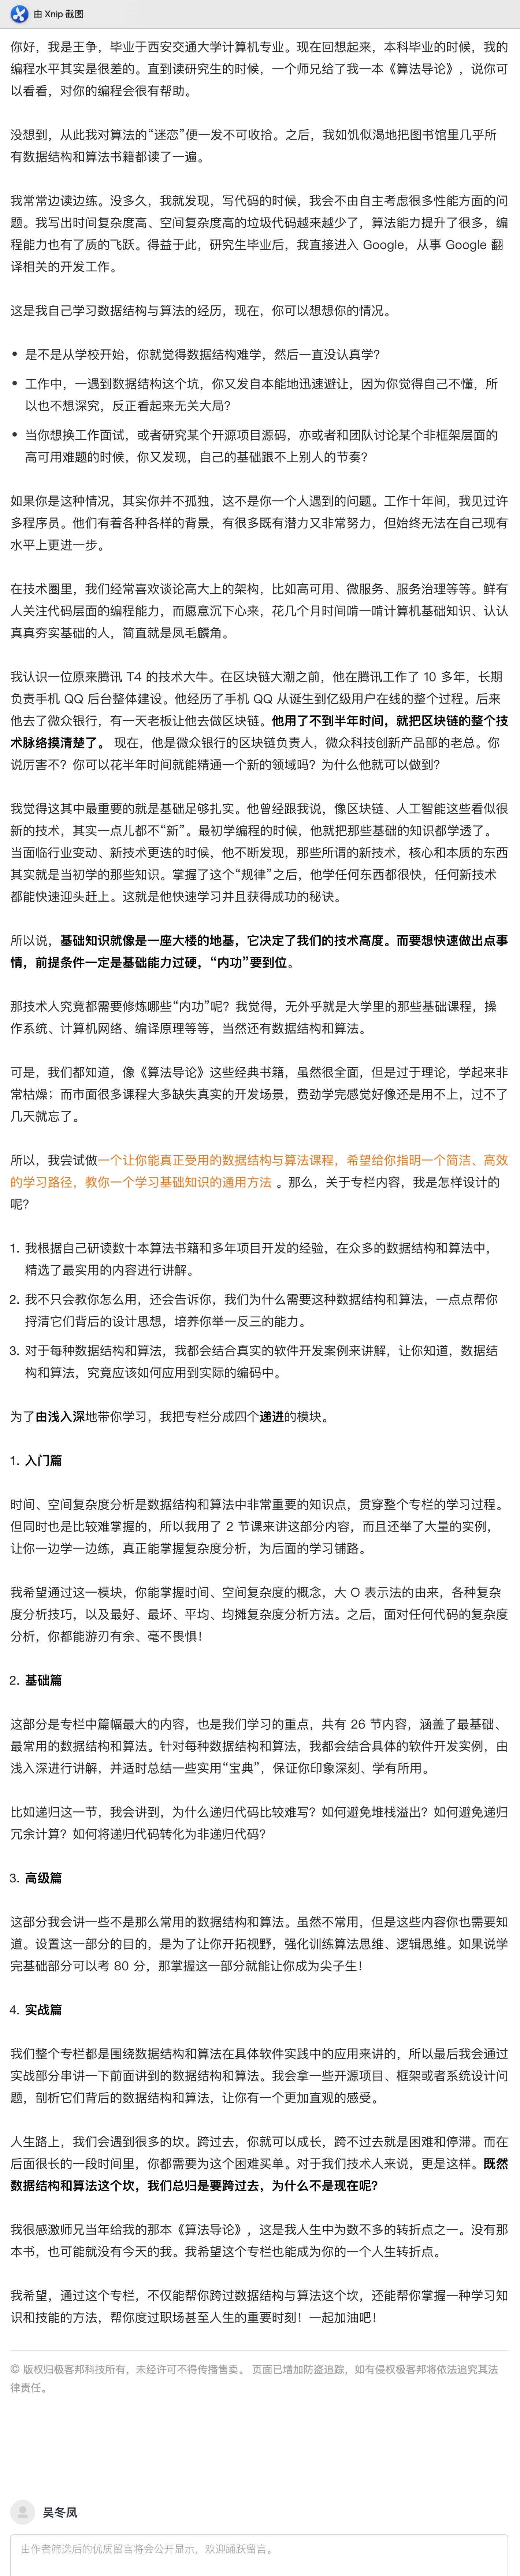 由 Xnip 截图
你好，我是王争，毕业于西安交通大学计算机专业。现在回想起来，本科毕业的时候，我的
编程水平其实是很差的。直到读研究生的时候，一个师兄给了我一本《算法导论》，说你可
以看看，对你的编程会很有帮助。
没想到，从此我对算法的“迷恋”便一发不可收拾。之后，我如饥似渴地把图书馆里几乎所
有数据结构和算法书籍都读了一遍。
我常常边读边练。没多久，我就发现，写代码的时候，我会不由自主考虑很多性能方面的问
题。我写出时间复杂度高、空间复杂度高的垃圾代码越来越少了，算法能力提升了很多，编
程能力也有了质的飞跃。得益于此，研究生毕业后，我直接进入 Google，从事 Google 翻
译相关的开发工作。
这是我自己学习数据结构与算法的经历，现在，你可以想想你的情况。
• 是不是从学校开始，你就觉得数据结构难学，然后一直没认真学？
• 工作中，一遇到数据结构这个坑，你又发自本能地迅速避让，因为你觉得自己不懂，所
以也不想深究，反正看起来无关大局？
• 当你想换工作面试，或者研究某个开源项目源码，亦或者和团队讨论某个非框架层面的
高可用难题的时候，你又发现，自己的基础跟不上别人的节奏？
如果你是这种情况，其实你并不孤独，这不是你一个人遇到的问题。工作十年间，我见过许
多程序员。他们有着各种各样的背景，有很多既有潜力又非常努力，但始终无法在自己现有
水平上更进一步。
在技术圈里，我们经常喜欢谈论高大上的架构，比如高可用、微服务、服务治理等等。鲜有
人关注代码层面的编程能力，而愿意沉下心来，花几个月时间啃一啃计算机基础知识、认认
真真夯实基础的人，简直就是凤毛麟角。
我认识一位原来腾讯 T4 的技术大牛。在区块链大潮之前，他在腾讯工作了 10 多年，长期
负责手机 QQ 后台整体建设。他经历了手机 QQ 从诞生到亿级用户在线的整个过程。后来
他去了微众银行，有一天老板让他去做区块链。他用了不到半年时间，就把区块链的整个技
术脉络摸清楚了。 现在，他是微众银行的区块链负责人，微众科技创新产品部的老总。你
说厉害不？你可以花半年时间就能精通一个新的领域吗？为什么他就可以做到？
我觉得这其中最重要的就是基础足够扎实。他曾经跟我说，像区块链、人工智能这些看似很
新的技术，其实一点儿都不“新”。最初学编程的时候，他就把那些基础的知识都学透了。
当面临行业变动、新技术更迭的时候，他不断发现，那些所谓的新技术，核心和本质的东西
其实就是当初学的那些知识。掌握了这个“规律”之后，他学任何东西都很快，任何新技术
都能快速迎头赶上。这就是他快速学习并且获得成功的秘诀。
所以说，基础知识就像是一座大楼的地基，它决定了我们的技术高度。而要想快速做出点事
情，前提条件一定是基础能力过硬，“内功”要到位。
那技术人究竟都需要修炼哪些“内功”呢？我觉得，无外乎就是大学里的那些基础课程，操
作系统、计算机网络、编译原理等等，当然还有数据结构和算法。
可是，我们都知道，像《算法导论》这些经典书籍，虽然很全面，但是过于理论，学起来非
常枯燥；而市面很多课程大多缺失真实的开发场景，费劲学完感觉好像还是用不上，过不了
几天就忘了。
所以，我尝试做一个让你能真正受用的数据结构与算法课程，希望给你指明一个简洁、高效
的学习路径，教你一个学习基础知识的通用方法 。那么，关于专栏内容，我是怎样设计的
呢？
1. 我根据自己研读数十本算法书籍和多年项目开发的经验，在众多的数据结构和算法中，
精选了最实用的内容进行讲解。
2. 我不只会教你怎么用，还会告诉你，我们为什么需要这种数据结构和算法，一点点帮你
捋清它们背后的设计思想，培养你举一反三的能力。
3. 对于每种数据结构和算法，我都会结合真实的软件开发案例来讲解，让你知道，数据结
构和算法，究竟应该如何应用到实际的编码中。
为了由浅入深地带你学习，我把专栏分成四个递进的模块。
1. 入门篇
时间、空间复杂度分析是数据结构和算法中非常重要的知识点，贯穿整个专栏的学习过程。
但同时也是比较难掌握的，所以我用了 2 节课来讲这部分内容，而且还举了大量的实例，
让你一边学一边练，真正能掌握复杂度分析，为后面的学习铺路。
我希望通过这一模块，你能掌握时间、空间复杂度的概念，大 O 表示法的由来，各种复杂
度分析技巧，以及最好、最坏、平均、均摊复杂度分析方法。之后，面对任何代码的复杂度
分析，你都能游刃有余、毫不畏惧！
2. 基础篇
这部分是专栏中篇幅最大的内容，也是我们学习的重点，共有 26 节内容，涵盖了最基础、
最常用的数据结构和算法。针对每种数据结构和算法，我都会结合具体的软件开发实例，由
浅入深进行讲解，并适时总结一些实用“宝典”，保证你印象深刻、学有所用。
比如递归这一节，我会讲到，为什么递归代码比较难写？如何避免堆栈溢出？如何避免递归
冗余计算？如何将递归代码转化为非递归代码？
3. 高级篇
这部分我会讲一些不是那么常用的数据结构和算法。虽然不常用，但是这些内容你也需要知
道。设置这一部分的目的，是为了让你开拓视野，强化训练算法思维、逻辑思维。如果说学
完基础部分可以考 80 分，那掌握这一部分就能让你成为尖子生！
4. 实战篇
我们整个专栏都是围绕数据结构和算法在具体软件实践中的应用来讲的，所以最后我会通过
实战部分串讲一下前面讲到的数据结构和算法。我会拿一些开源项目、框架或者系统设计问
题，剖析它们背后的数据结构和算法，让你有一个更加直观的感受。
人生路上，我们会遇到很多的坎。跨过去，你就可以成长，跨不过去就是困难和停滞。而在
后面很长的一段时间里，你都需要为这个困难买单。对于我们技术人来说，更是这样。既然
数据结构和算法这个坎，我们总归是要跨过去，为什么不是现在呢？
我很感激师兄当年给我的那本《算法导论》，这是我人生中为数不多的转折点之一。没有那
本书，也可能就没有今天的我。我希望这个专栏也能成为你的一个人生转折点。
我希望，通过这个专栏，不仅能帮你跨过数据结构与算法这个坎，还能帮你掌握一种学习知
识和技能的方法，帮你度过职场甚至人生的重要时刻！一起加油吧！
© 版权归极客邦科技所有，未经许可不得传播售卖。 页面已增加防盗追踪，如有侵权极客邦将依法追究其法
律责任。
吴冬凤
由作者筛选后的优质留言将会公开显示，欢迎踊跃留言。